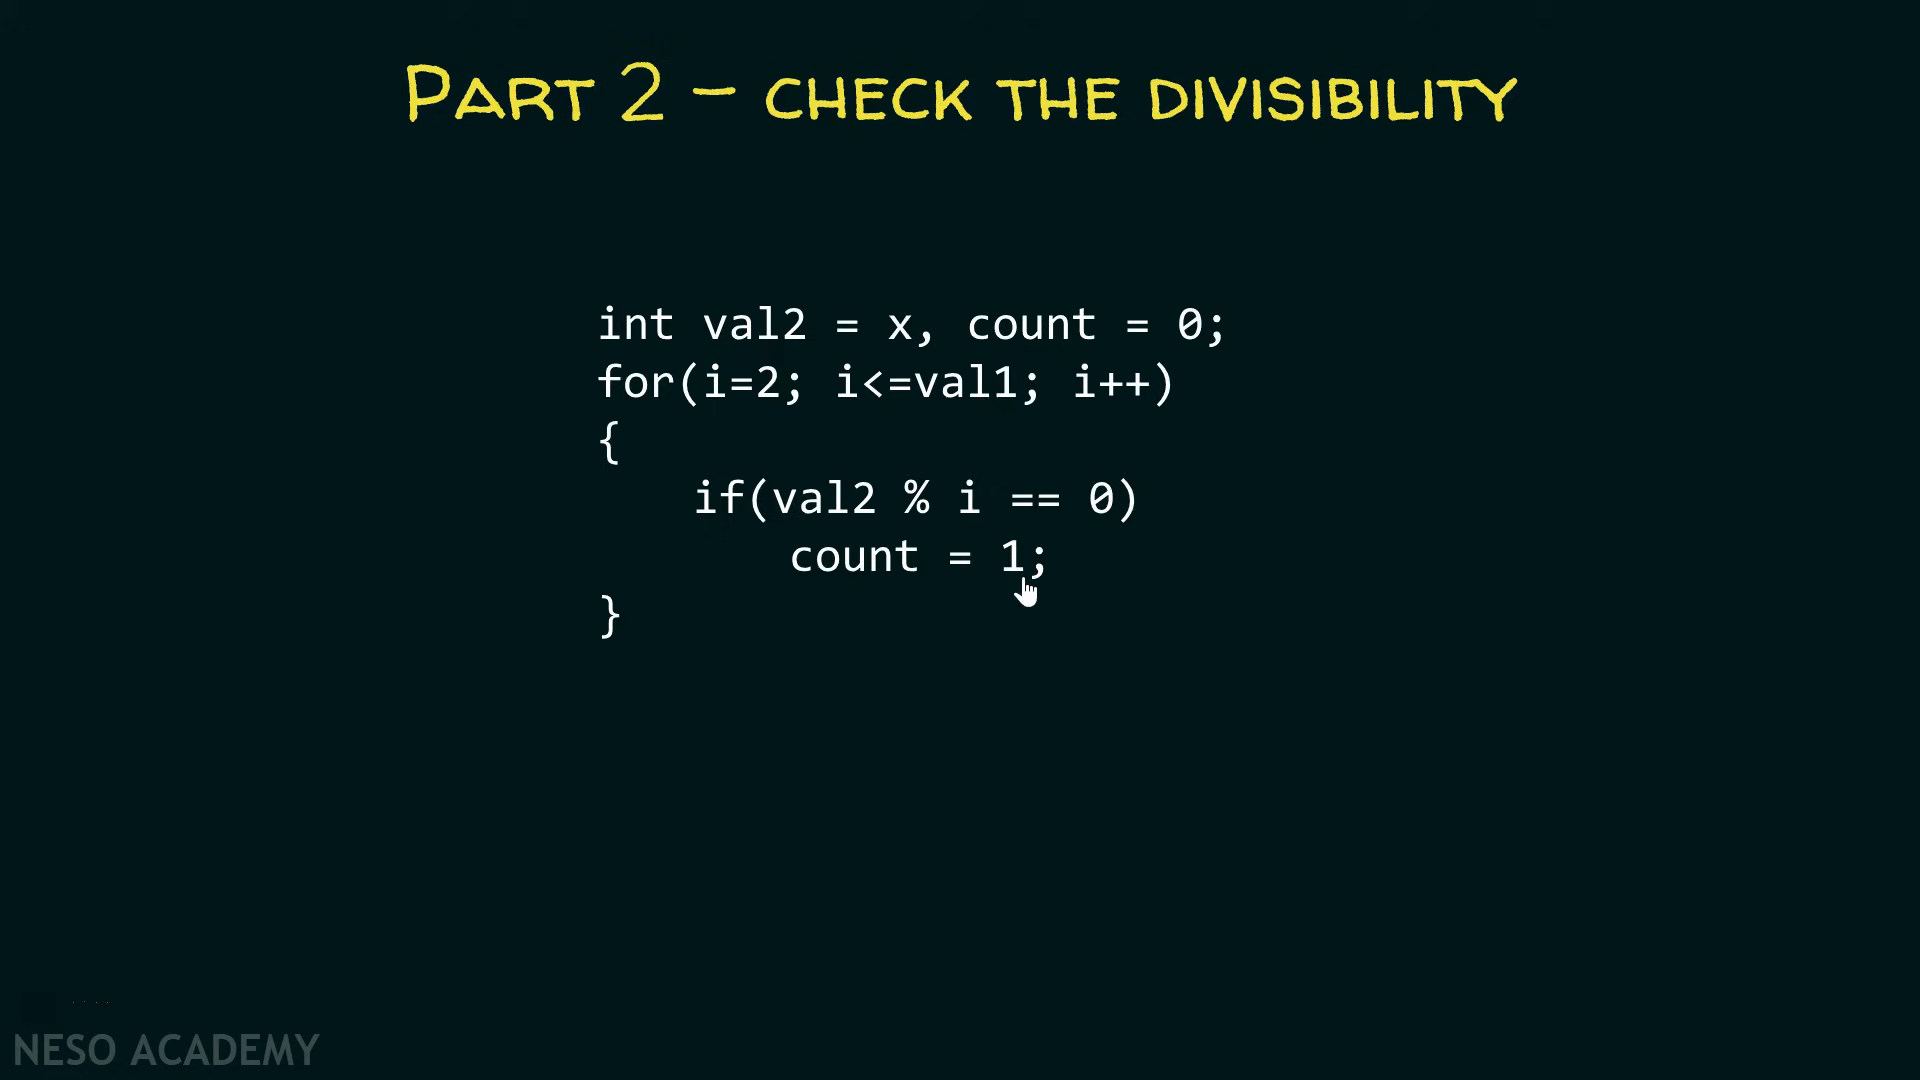 PART 2 – CHECK THE DIVISIBILITY
int val2 = x, count = 0;
for(i=2; i<=val1; i++)
{
if(val2 % i == 0)
count = 1;
}
NESO ACADEMY